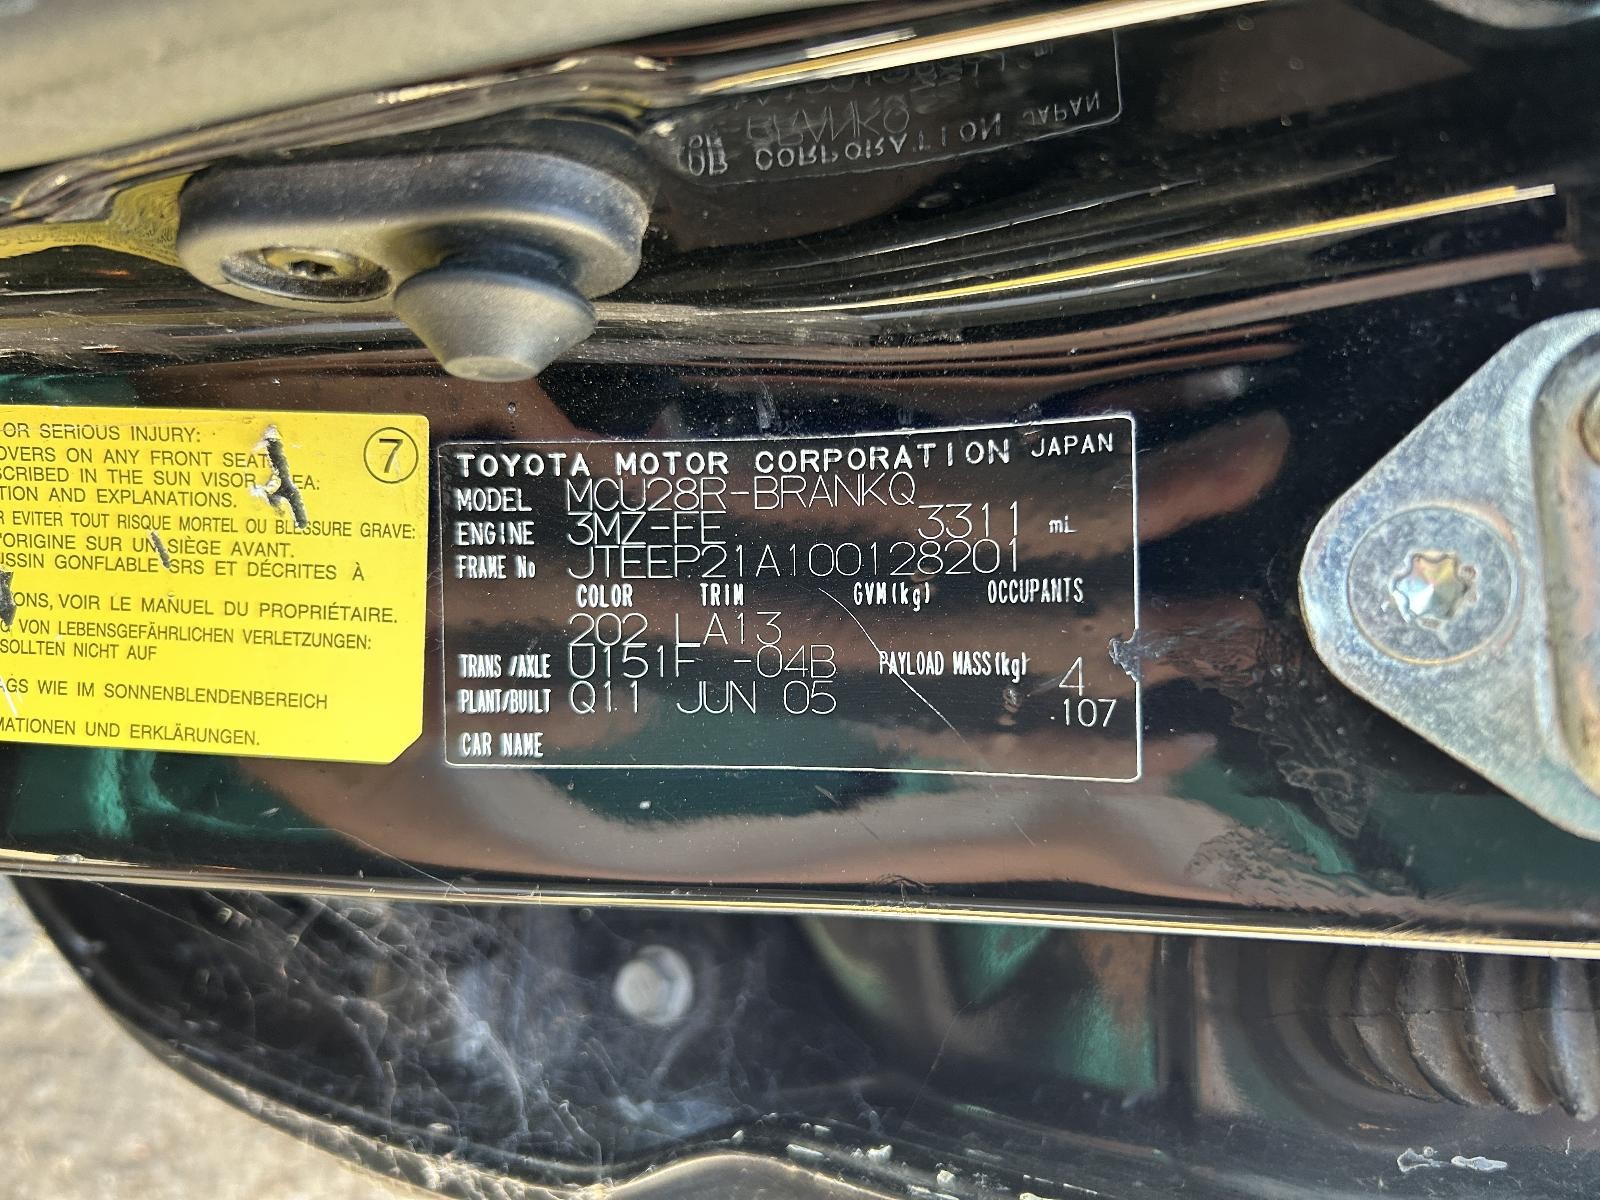 OR SERIOUS INJURY:
OVERS ON ANY FRONT SEAT
SCRIBED IN THE SUN VISOR AREA:
TION AND EXPLANATIONS.
R EVITER TOUT RISQUE MORTEL OU BLESSURE GRAVE:
'ORIGINE SUR UN SIÈGE AVANT.
USSIN GONFLABLE SRS ET DÉCRITES À
ONS, VOIR LE MANUEL DU PROPRIÉTAIRE.
G VON LEBENSGEFÄHRLICHEN VERLETZUNGEN:
SOLLTEN NICHT AUF
AGS WIE IM SONNENBLENDENBEREICH
MATIONEN UND ERKLÄRUNGEN.
7
TOYOTA MOTOR CORPORATION JAPAN
MODEL MCU28R-BRANKQ
ENGINE 3MZ-FE 3311 mL
FRAME No JTEEP21A100128201
COLOR TRIM GVM(kg) OCCUPANTS
202 LA13
TRANS/AXLE U151F -04B PAYLOAD MASS(kg) 4
PLANT/BUILT Q11 JUN 05 107
CAR NAME